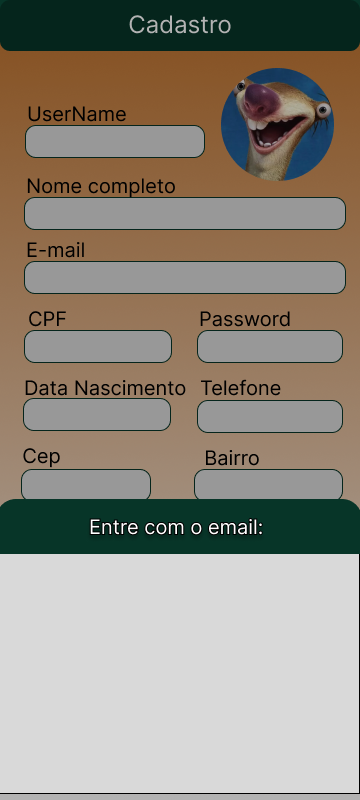 Cadastro
UserName
Nome completo
E-mail
CPF Password
Data Nascimento Telefone
Cep Bairro
Entre com o email: